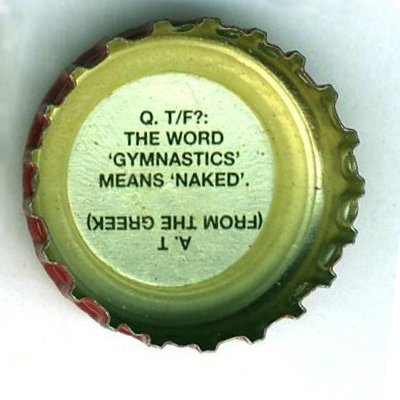 Q. T/F?:
THE WORD
'GYMNASTICS'
MEANS 'NAKED'.
A. T
(FROM THE GREEK)